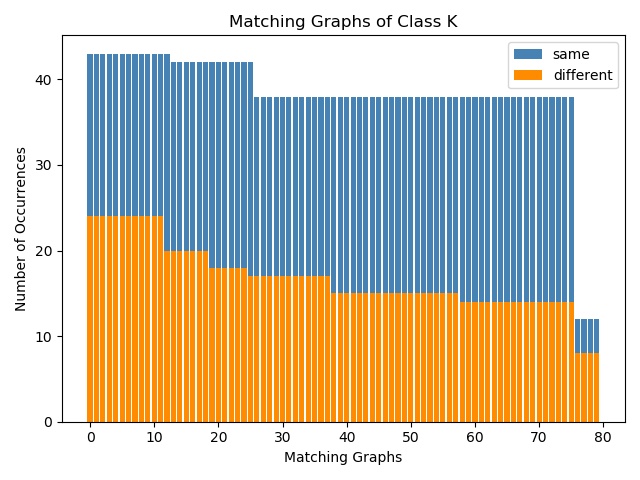 Matching Graphs of Class K
same
different
Number of Occurrences
40
30
20
10
0
0 10 20 30 40 50 60 70 80
Matching Graphs